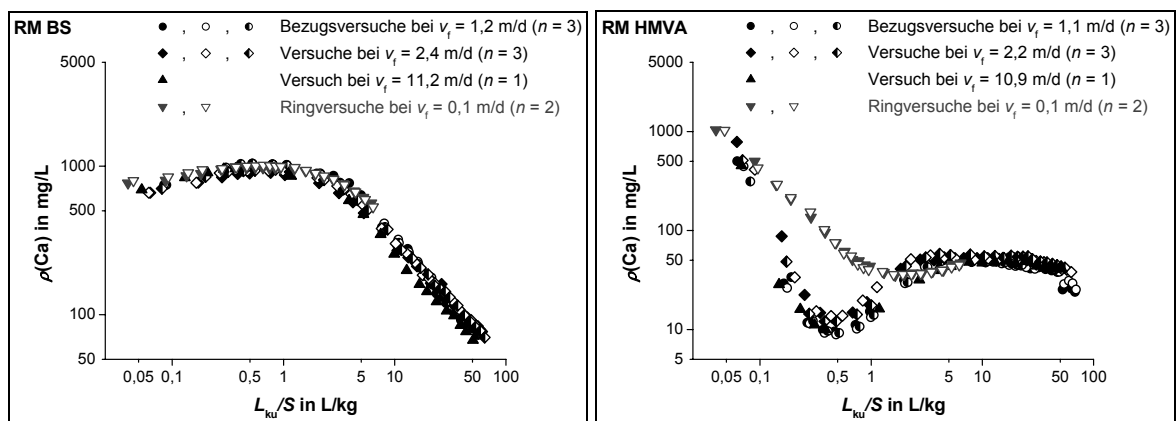 RM BS
Bezugsversuche bei v_f = 1,2 m/d (n = 3)
Versuche bei v_f = 2,4 m/d (n = 3)
Versuch bei v_f = 11,2 m/d (n = 1)
Ringversuche bei v_f = 0,1 m/d (n = 2)
5000
1000
500
100
50
ρ(Ca) in mg/L
0,05 0,1 0,5 1 5 10 50 100
L_ku/S in L/kg
RM HMVA
Bezugsversuche bei v_f = 1,1 m/d (n = 3)
Versuche bei v_f = 2,2 m/d (n = 3)
Versuch bei v_f = 10,9 m/d (n = 1)
Ringversuche bei v_f = 0,1 m/d (n = 2)
5000
1000
500
100
50
10
5
ρ(Ca) in mg/L
0,05 0,1 0,5 1 5 10 50 100
L_ku/S in L/kg